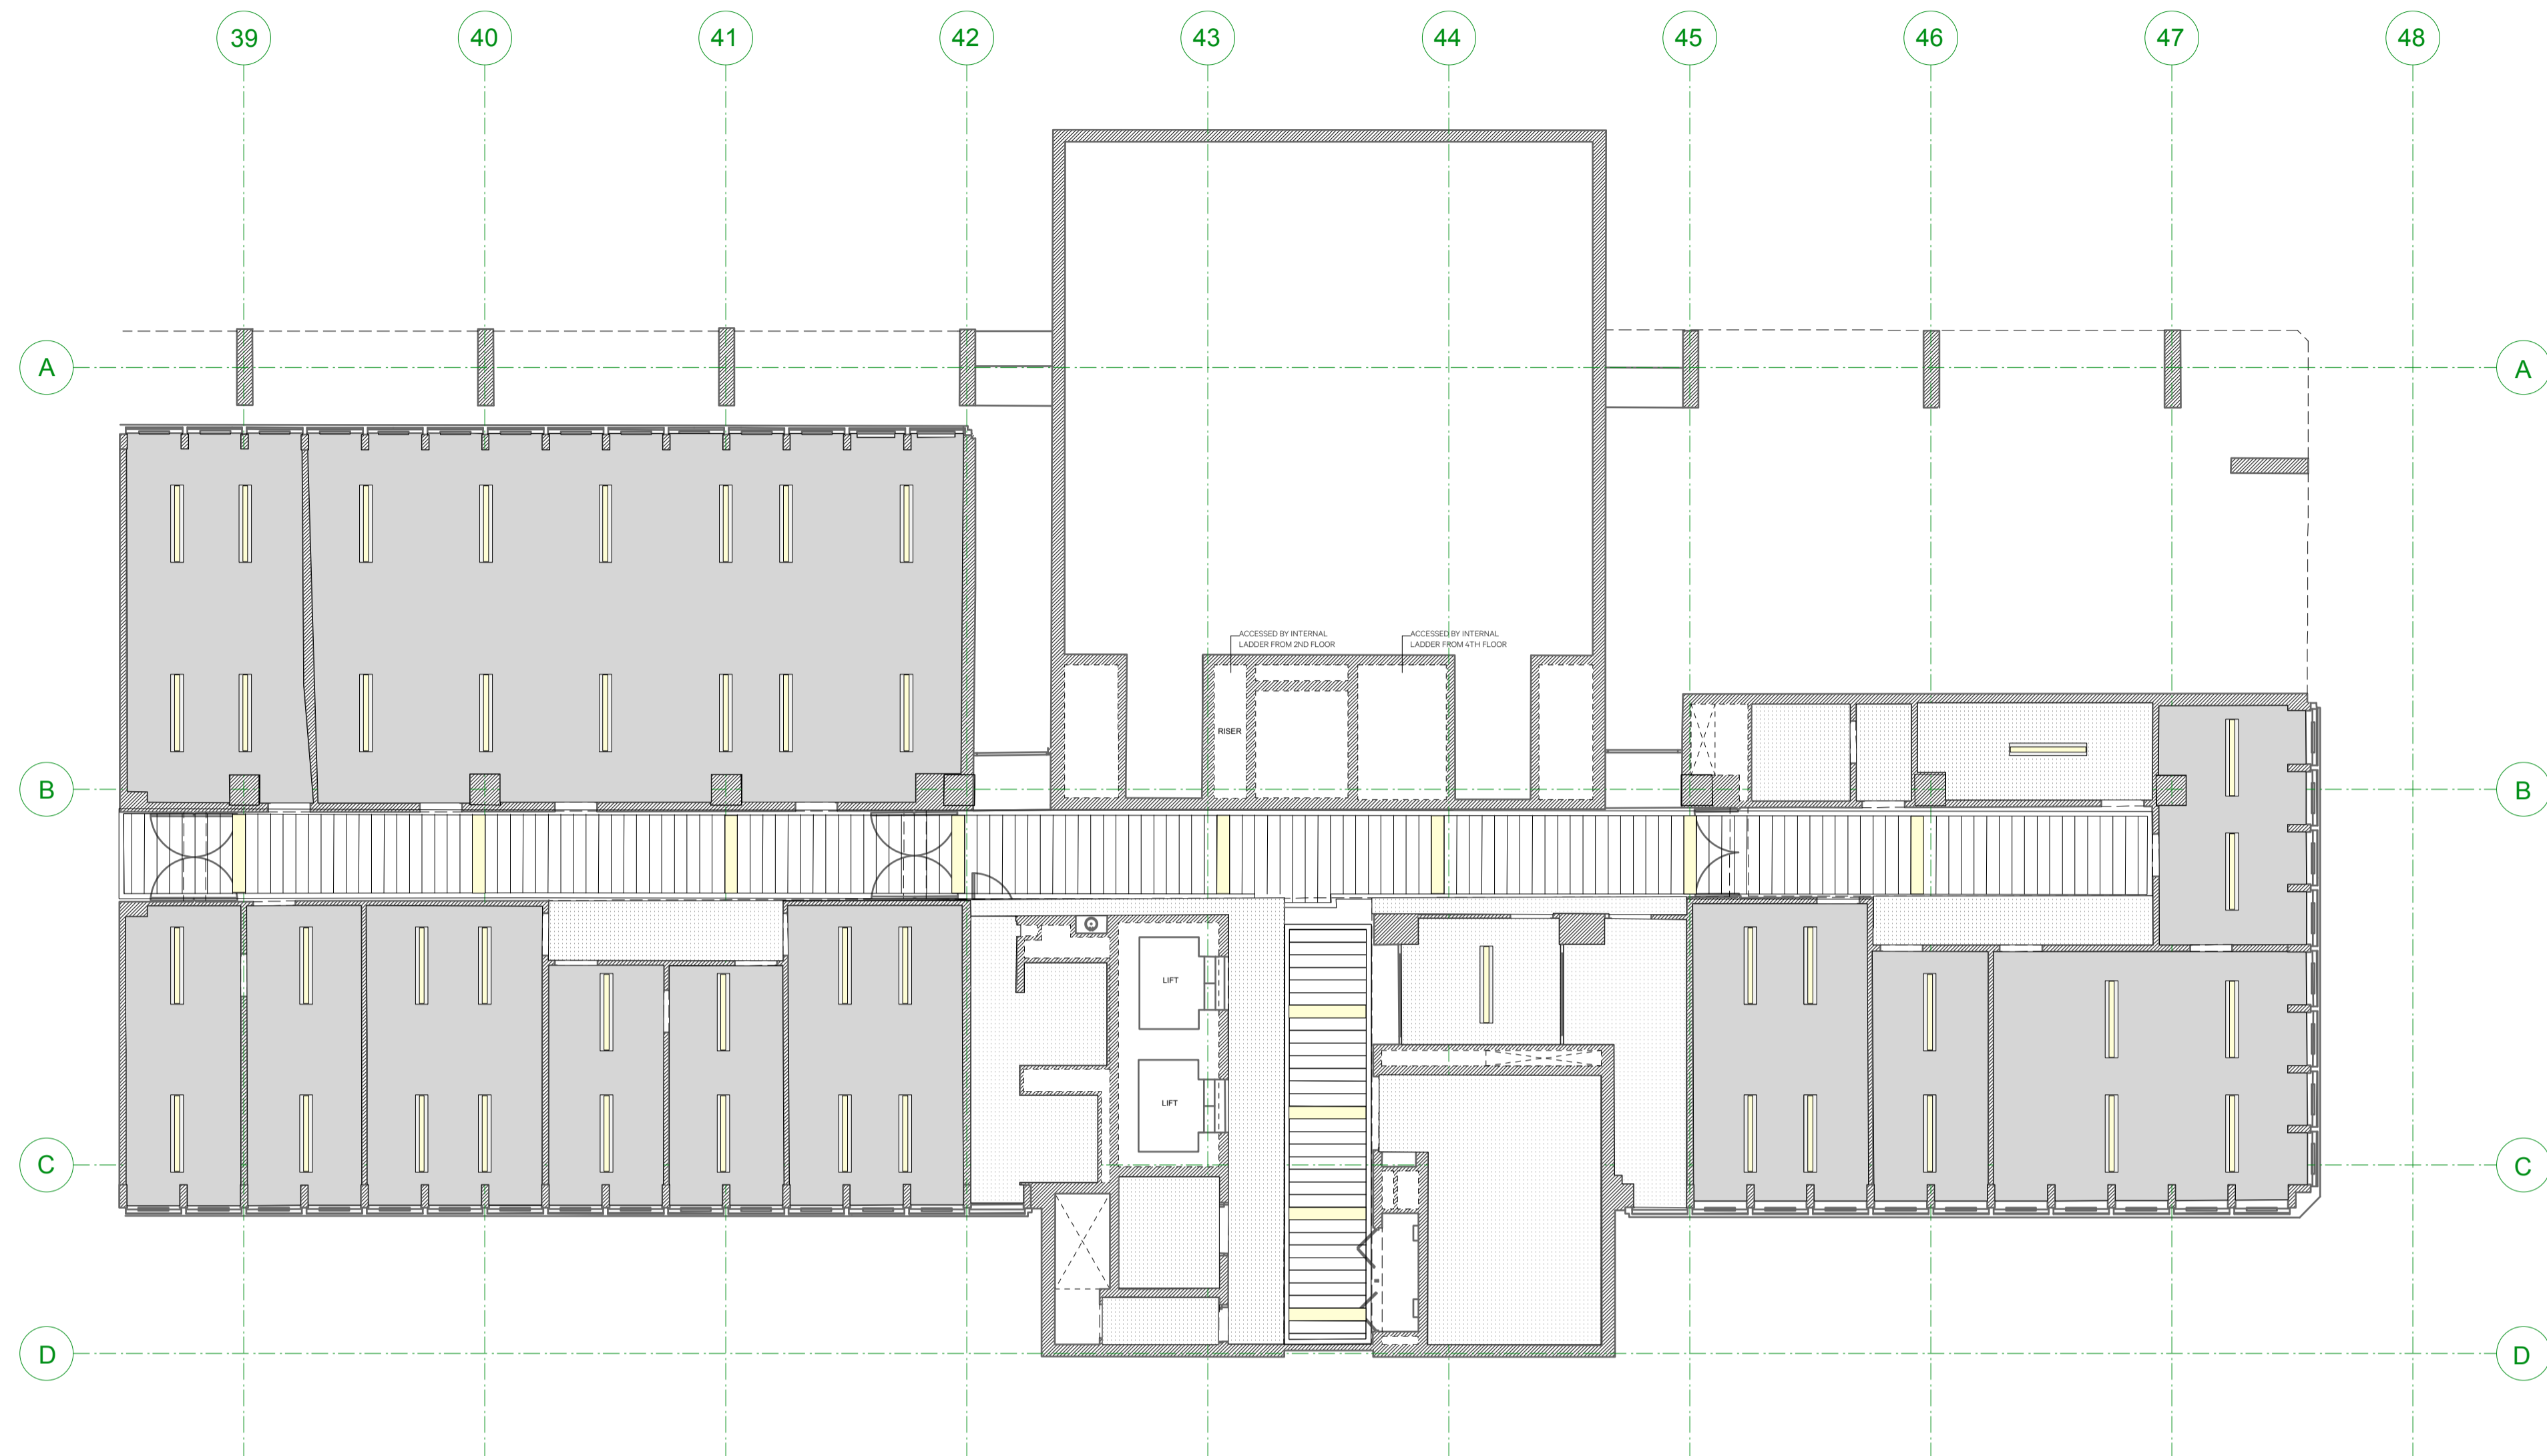 39 40 41 42 43 44 45 46 47 48
A A
ACCESSED BY INTERNAL
LADDER FROM 2ND FLOOR
ACCESSED BY INTERNAL
LADDER FROM 4TH FLOOR
RISER
B B
LIFT
LIFT
C C
D D